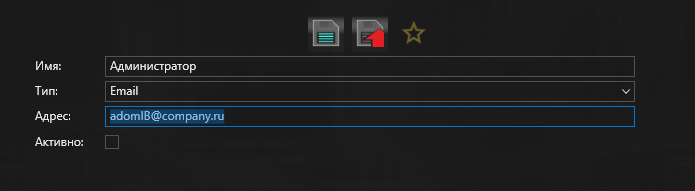 Имя: Администратор
Тип: Email
Адрес: adomIB@company.ru
Активно: